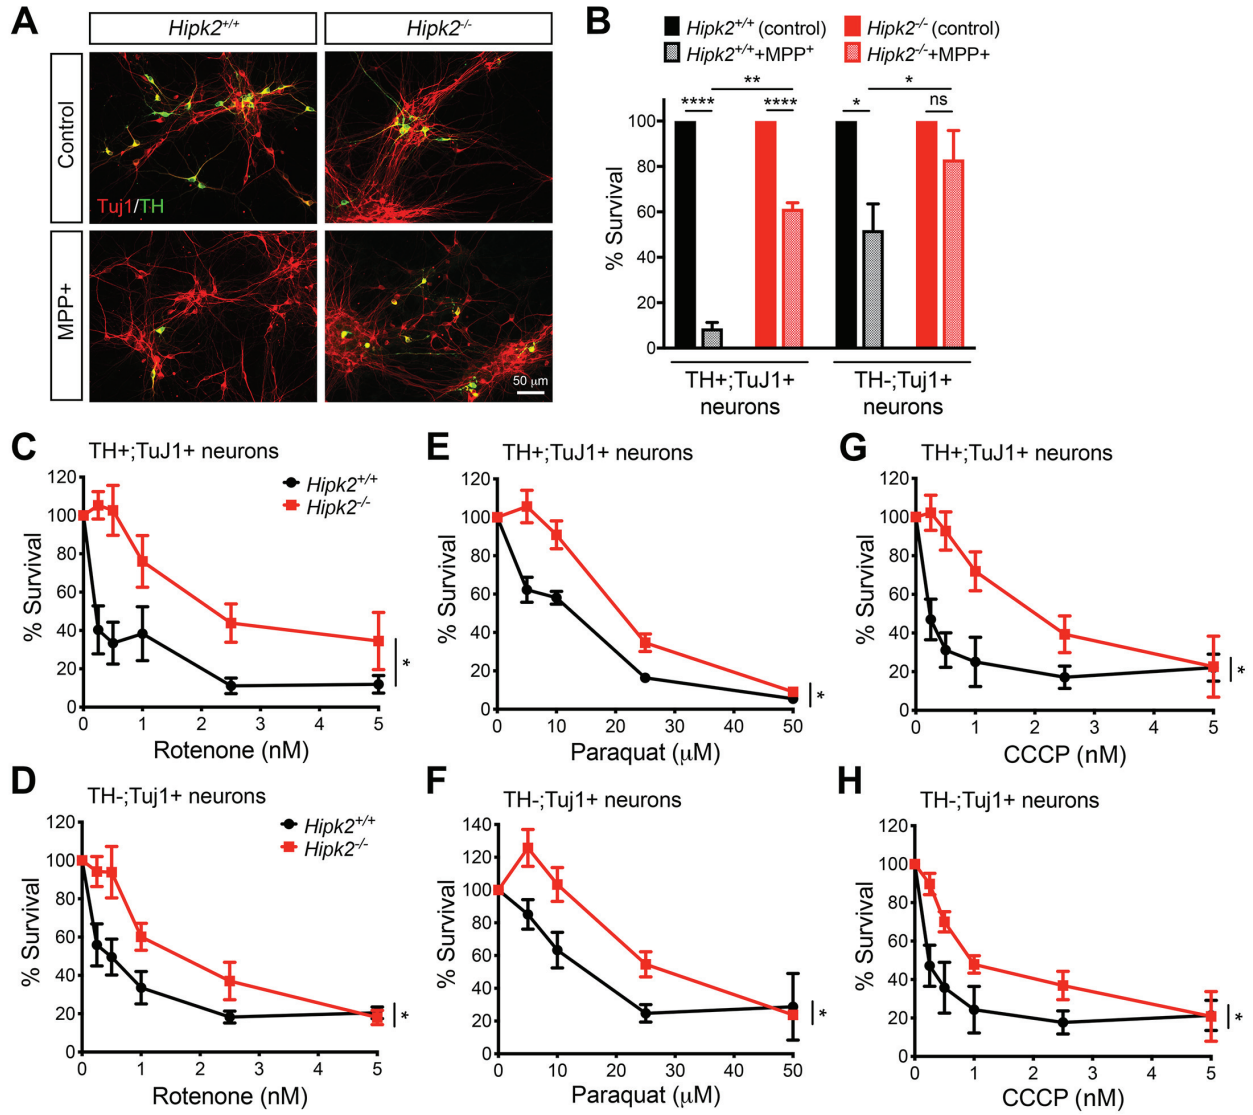 A
Hipk2+/+
Hipk2-/-
Control
MPP+
Tuj1/TH
50 μm
B
Hipk2+/+ (control)
Hipk2-/- (control)
Hipk2+/++MPP+
Hipk2-/-+MPP+
** *
**** **** * ns
% Survival
100
80
60
40
20
0
TH+;TuJ1+
neurons
TH-;Tuj1+
neurons
C
TH+;TuJ1+ neurons
Hipk2+/+
Hipk2-/-
% Survival
120
100
80
60
40
20
0
0 1 2 3 4 5
*
Rotenone (nM)
E
TH+;TuJ1+ neurons
% Survival
120
100
80
60
40
20
0
0 10 20 30 40 50
*
Paraquat (μM)
G
TH+;TuJ1+ neurons
% Survival
120
100
80
60
40
20
0
0 1 2 3 4 5
*
CCCP (nM)
D
TH-;Tuj1+ neurons
Hipk2+/+
Hipk2-/-
% Survival
120
100
80
60
40
20
0
0 1 2 3 4 5
*
Rotenone (nM)
F
TH-;Tuj1+ neurons
% Survival
140
120
100
80
60
40
20
0
0 10 20 30 40 50
*
Paraquat (μM)
H
TH-;Tuj1+ neurons
% Survival
120
100
80
60
40
20
0
0 1 2 3 4 5
*
CCCP (nM)